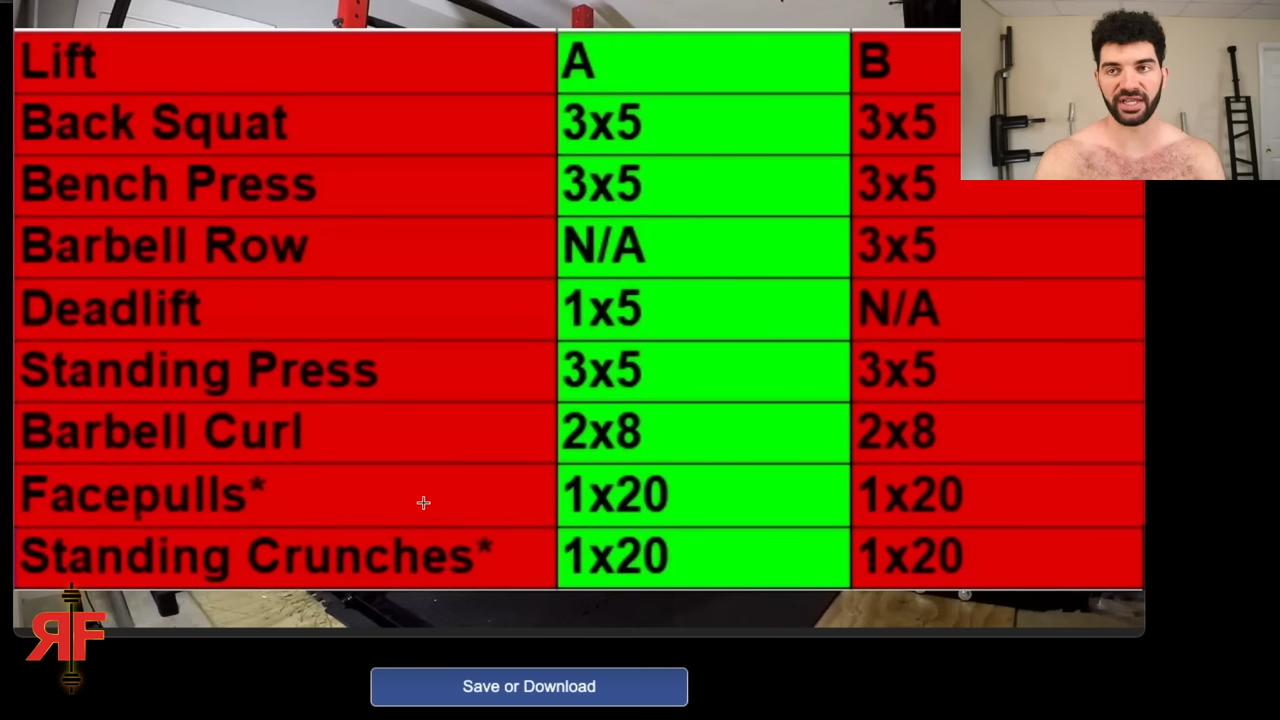 Lift A B
Back Squat 3x5 3x5
Bench Press 3x5 3x5
Barbell Row N/A 3x5
Deadlift 1x5 N/A
Standing Press 3x5 3x5
Barbell Curl 2x8 2x8
Facepulls* 1x20 1x20
Standing Crunches* 1x20 1x20
RF
Save or Download